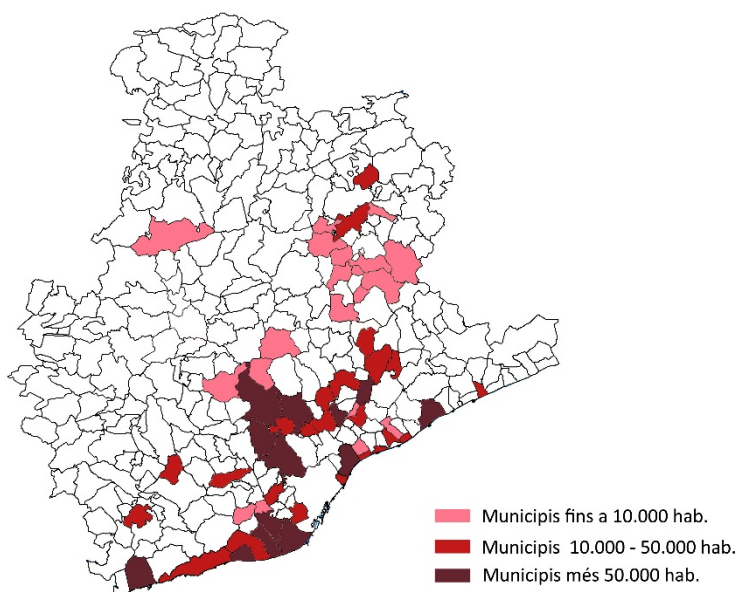 Municipis fins a 10.000 hab.
Municipis 10.000 - 50.000 hab.
Municipis més 50.000 hab.